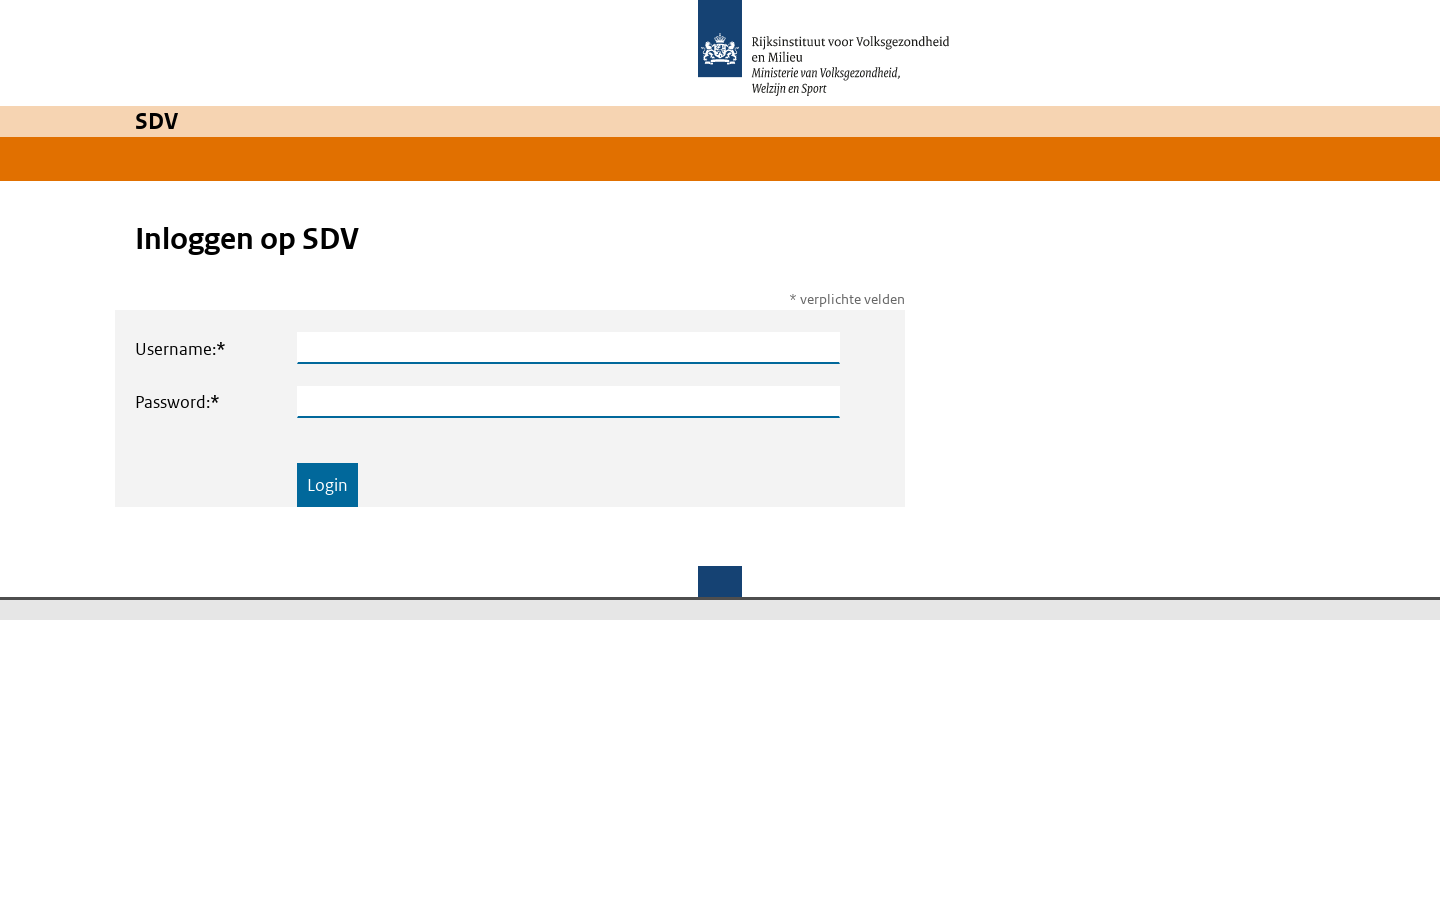 Rijksinstituut voor Volksgezondheid
en Milieu
Ministerie van Volksgezondheid,
Welzijn en Sport
SDV
Inloggen op SDV
* verplichte velden
Username:*
Password:*
Login